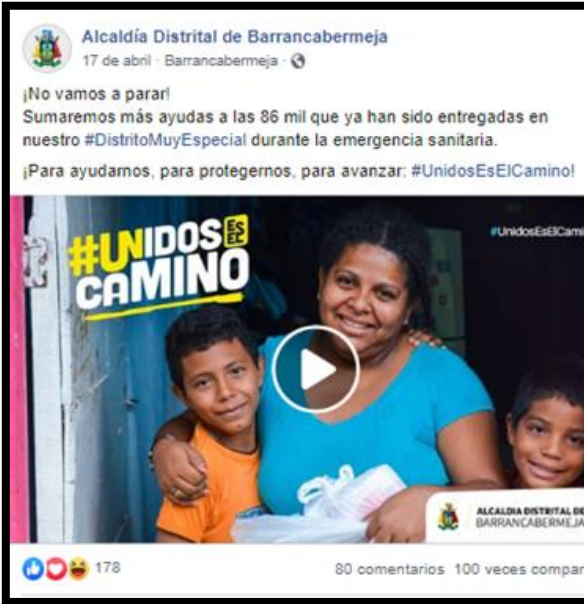 Alcaldía Distrital de Barrancabermeja
17 de abril · Barrancabermeja ·
¡No vamos a parar!
Sumaremos más ayudas a las 86 mil que ya han sido entregadas en
nuestro #DistritoMuyEspecial durante la emergencia sanitaria.
¡Para ayudarnos, para protegernos, para avanzar: #UnidosEsElCamino!
#UNIDOS ES EL
CAMINO
#UnidosEsElCami
ALCALDIA DISTRITAL DE
BARRANCABERMEJA
178
80 comentarios 100 veces compar